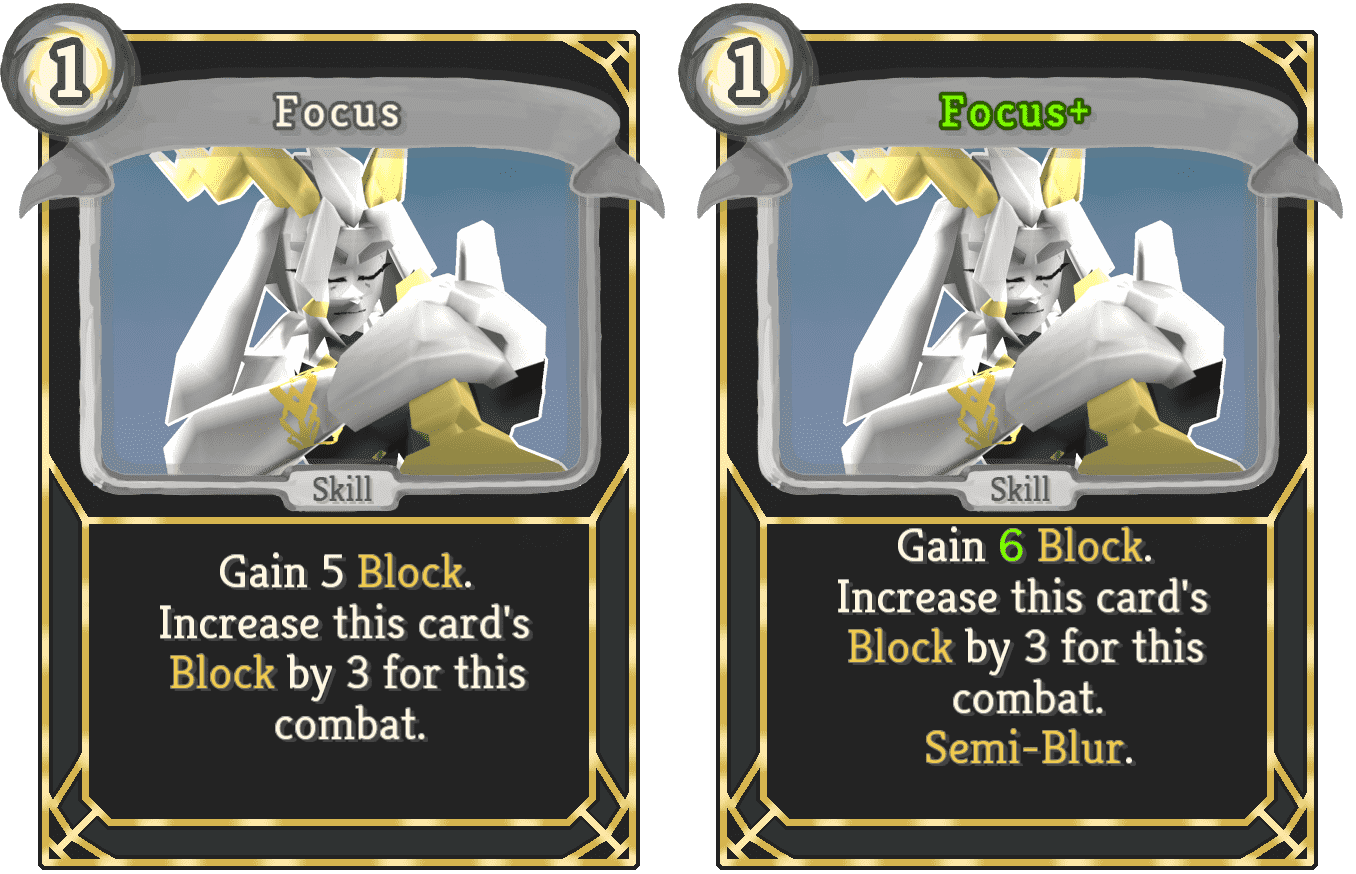 1
Focus
Skill
Gain 5 Block.
Increase this card's
Block by 3 for this
combat.
1
Focus+
Skill
Gain 6 Block.
Increase this card's
Block by 3 for this
combat.
Semi-Blur.